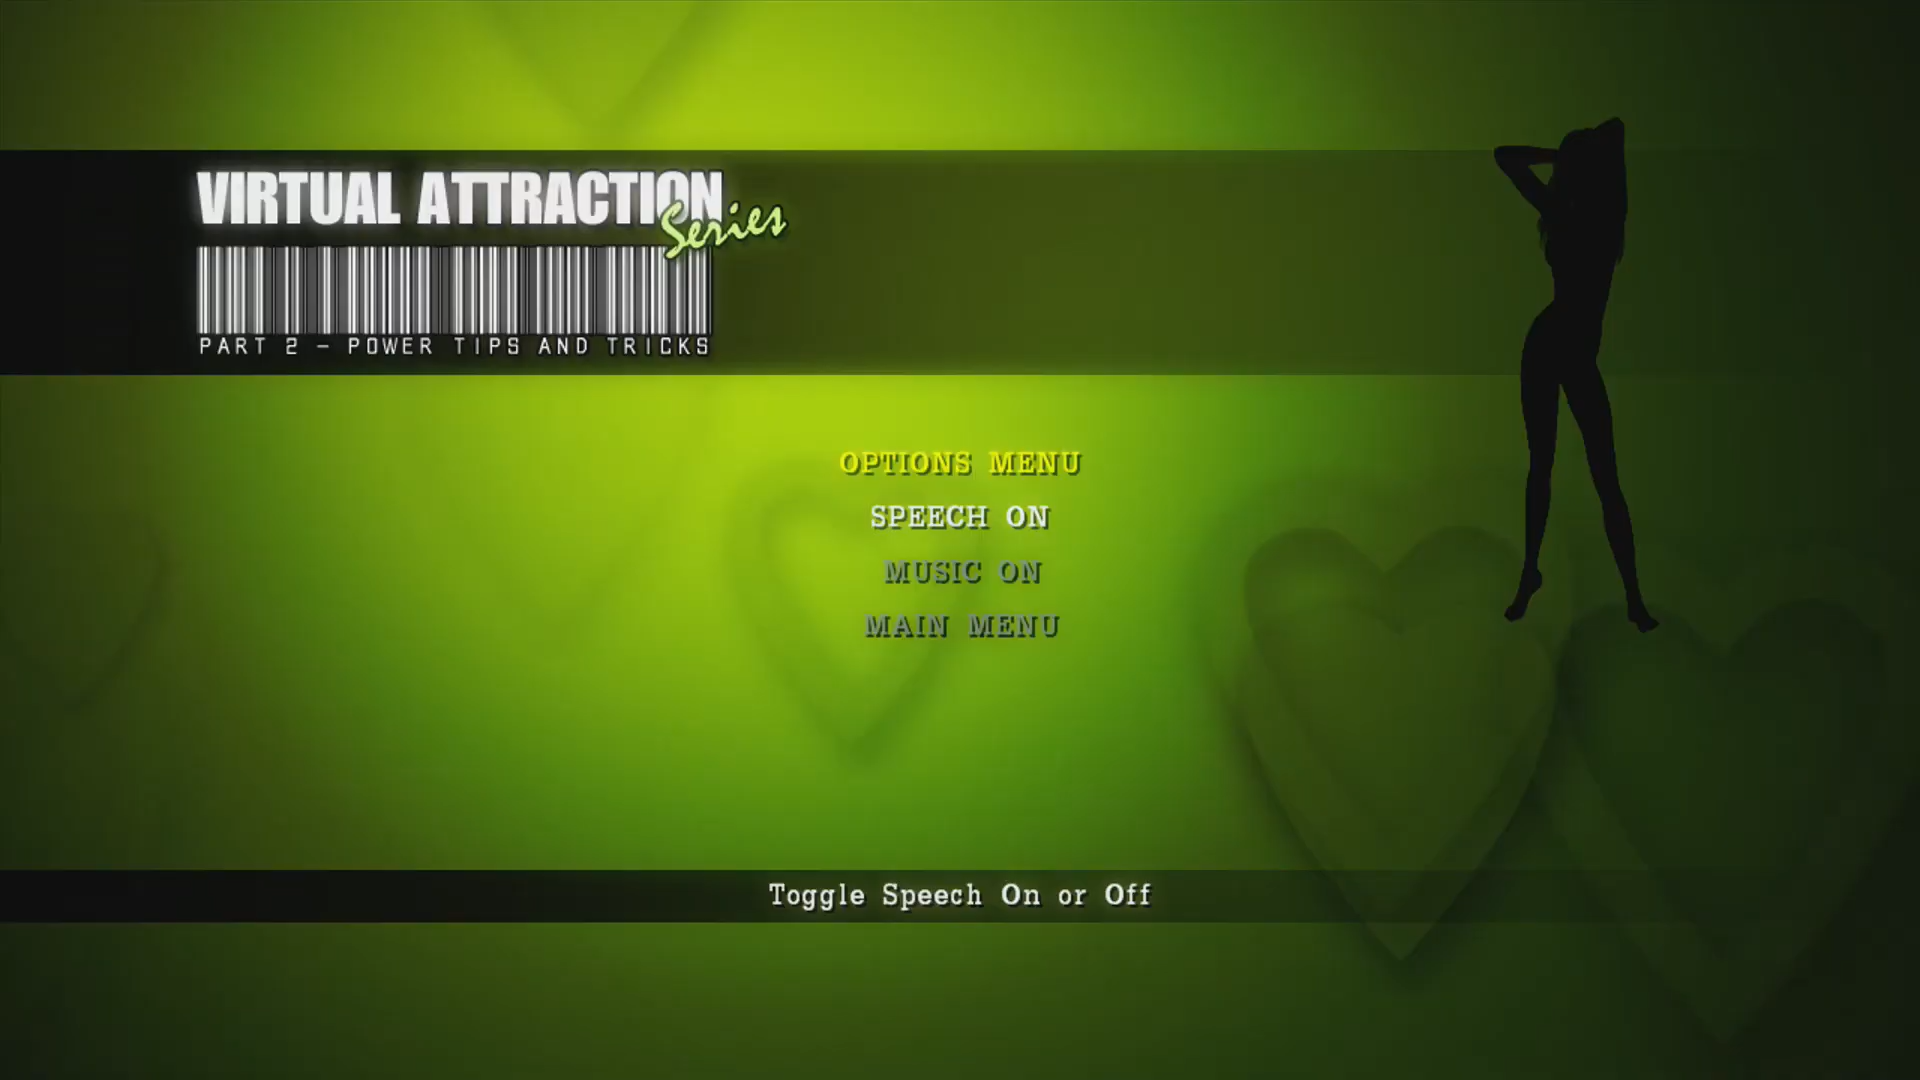 VIRTUAL ATTRACTION
Series
PART 2 - POWER TIPS AND TRICKS
OPTIONS MENU
SPEECH ON
MUSIC ON
MAIN MENU
Toggle Speech On or Off